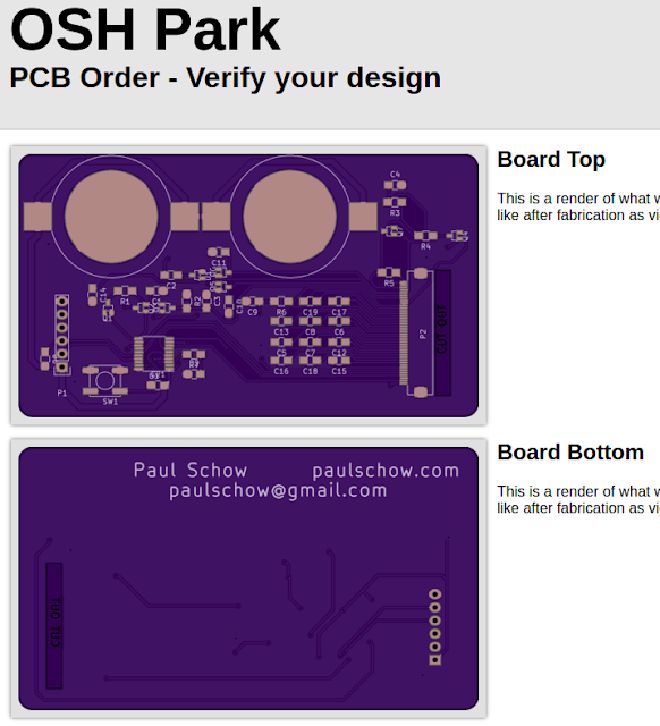 OSH Park
PCB Order - Verify your design
Board Top
This is a render of what w
like after fabrication as vi
C4
R3
R4
C11
R5
C2
C14
R1
C1
R2
C3
C9
R6
C19
C17
C13
C8
C6
P2
CUT OUT
C5
C7
C12
C16
C18
C15
P1
SW1
Board Bottom
This is a render of what w
like after fabrication as vi
Paul Schow
paulschow.com
paulschow@gmail.com
CUT OUT